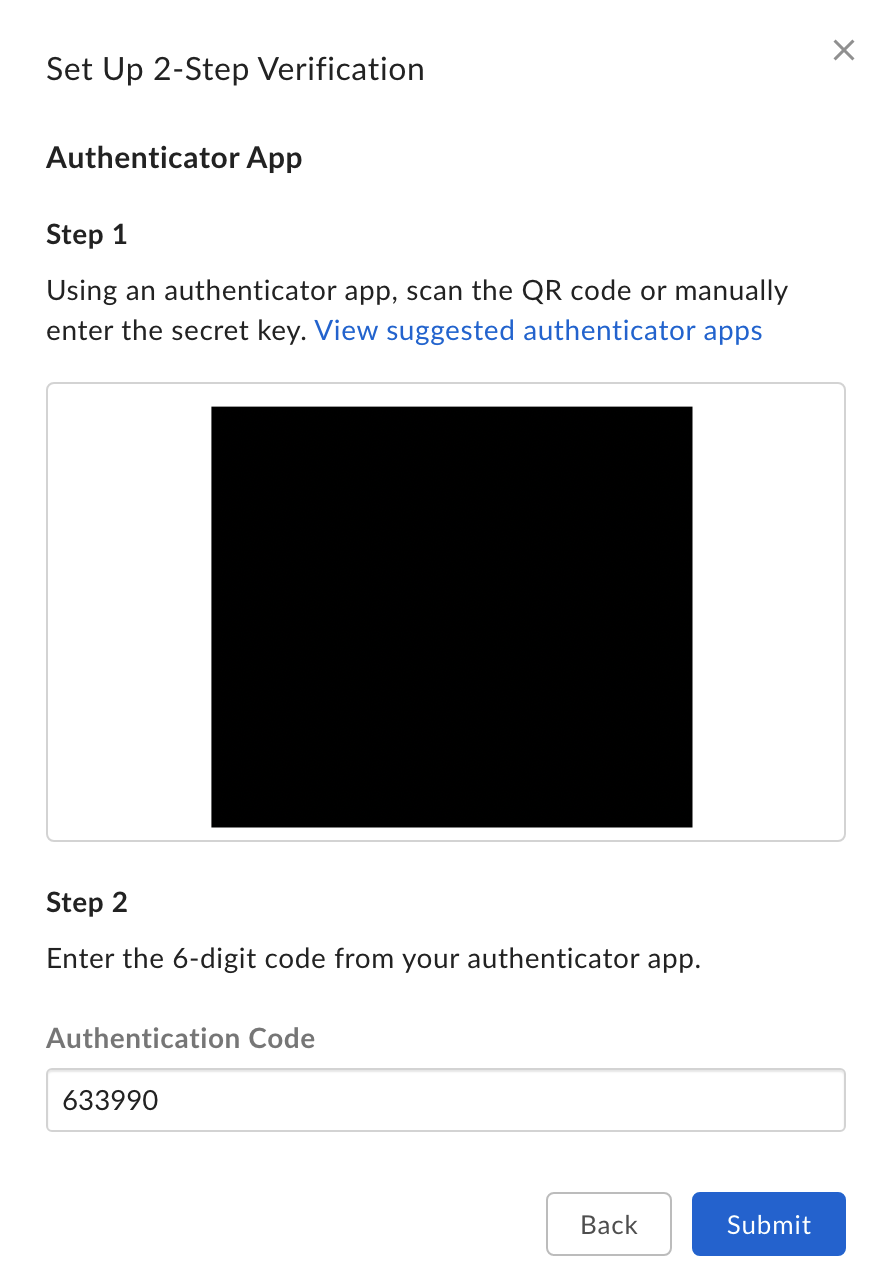 Set Up 2-Step Verification
Authenticator App
Step 1
Using an authenticator app, scan the QR code or manually
enter the secret key. View suggested authenticator apps
Step 2
Enter the 6-digit code from your authenticator app.
Authentication Code
633990
Back
Submit